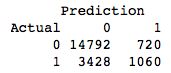 Prediction
Actual 0 1
0 14792 720
1 3428 1060